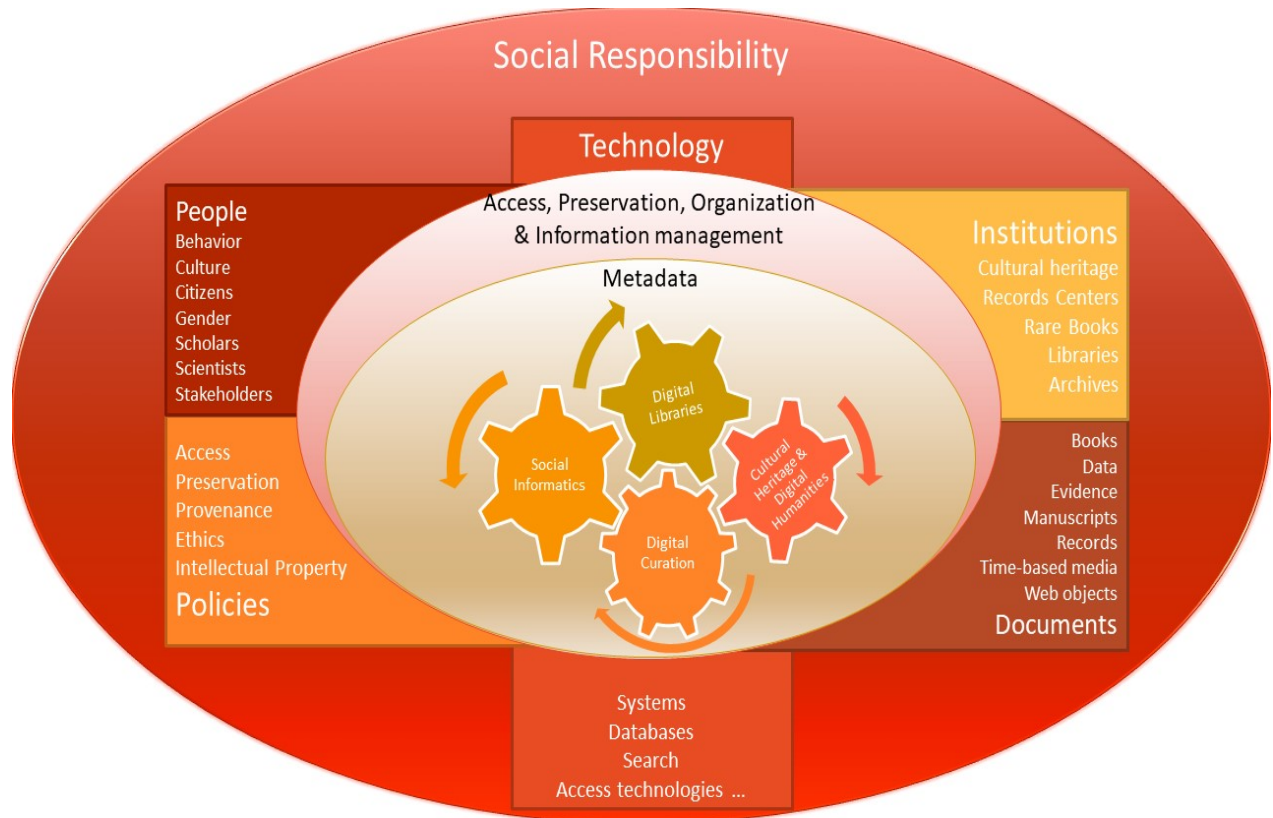 Social Responsibility
Technology
People
Behavior
Culture
Citizens
Gender
Scholars
Scientists
Stakeholders
Access, Preservation, Organization
& Information management
Institutions
Cultural heritage
Records Centers
Rare Books
Libraries
Archives
Metadata
Digital
Libraries
Social
Informatics
Cultural
Heritage &
Digital
Humanities
Digital
Curation
Access
Preservation
Provenance
Ethics
Intellectual Property
Policies
Books
Data
Evidence
Manuscripts
Records
Time-based media
Web objects
Documents
Systems
Databases
Search
Access technologies ...